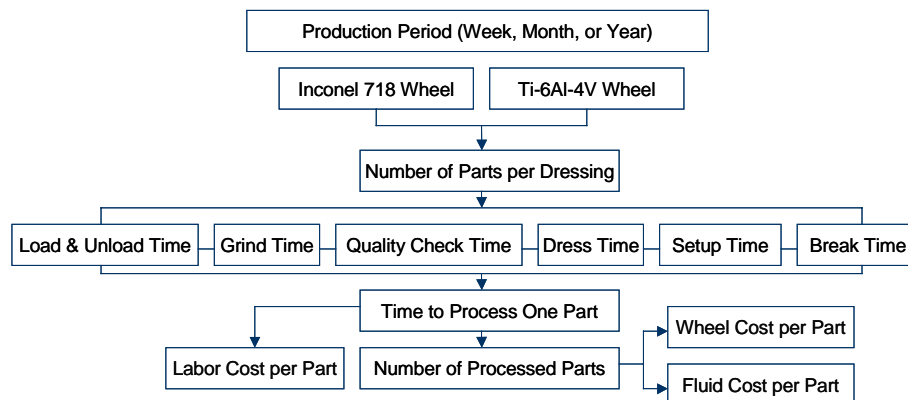 Production Period (Week, Month, or Year)
Inconel 718 Wheel
Ti-6Al-4V Wheel
Number of Parts per Dressing
Load & Unload Time
Grind Time
Quality Check Time
Dress Time
Setup Time
Break Time
Time to Process One Part
Wheel Cost per Part
Labor Cost per Part
Number of Processed Parts
Fluid Cost per Part